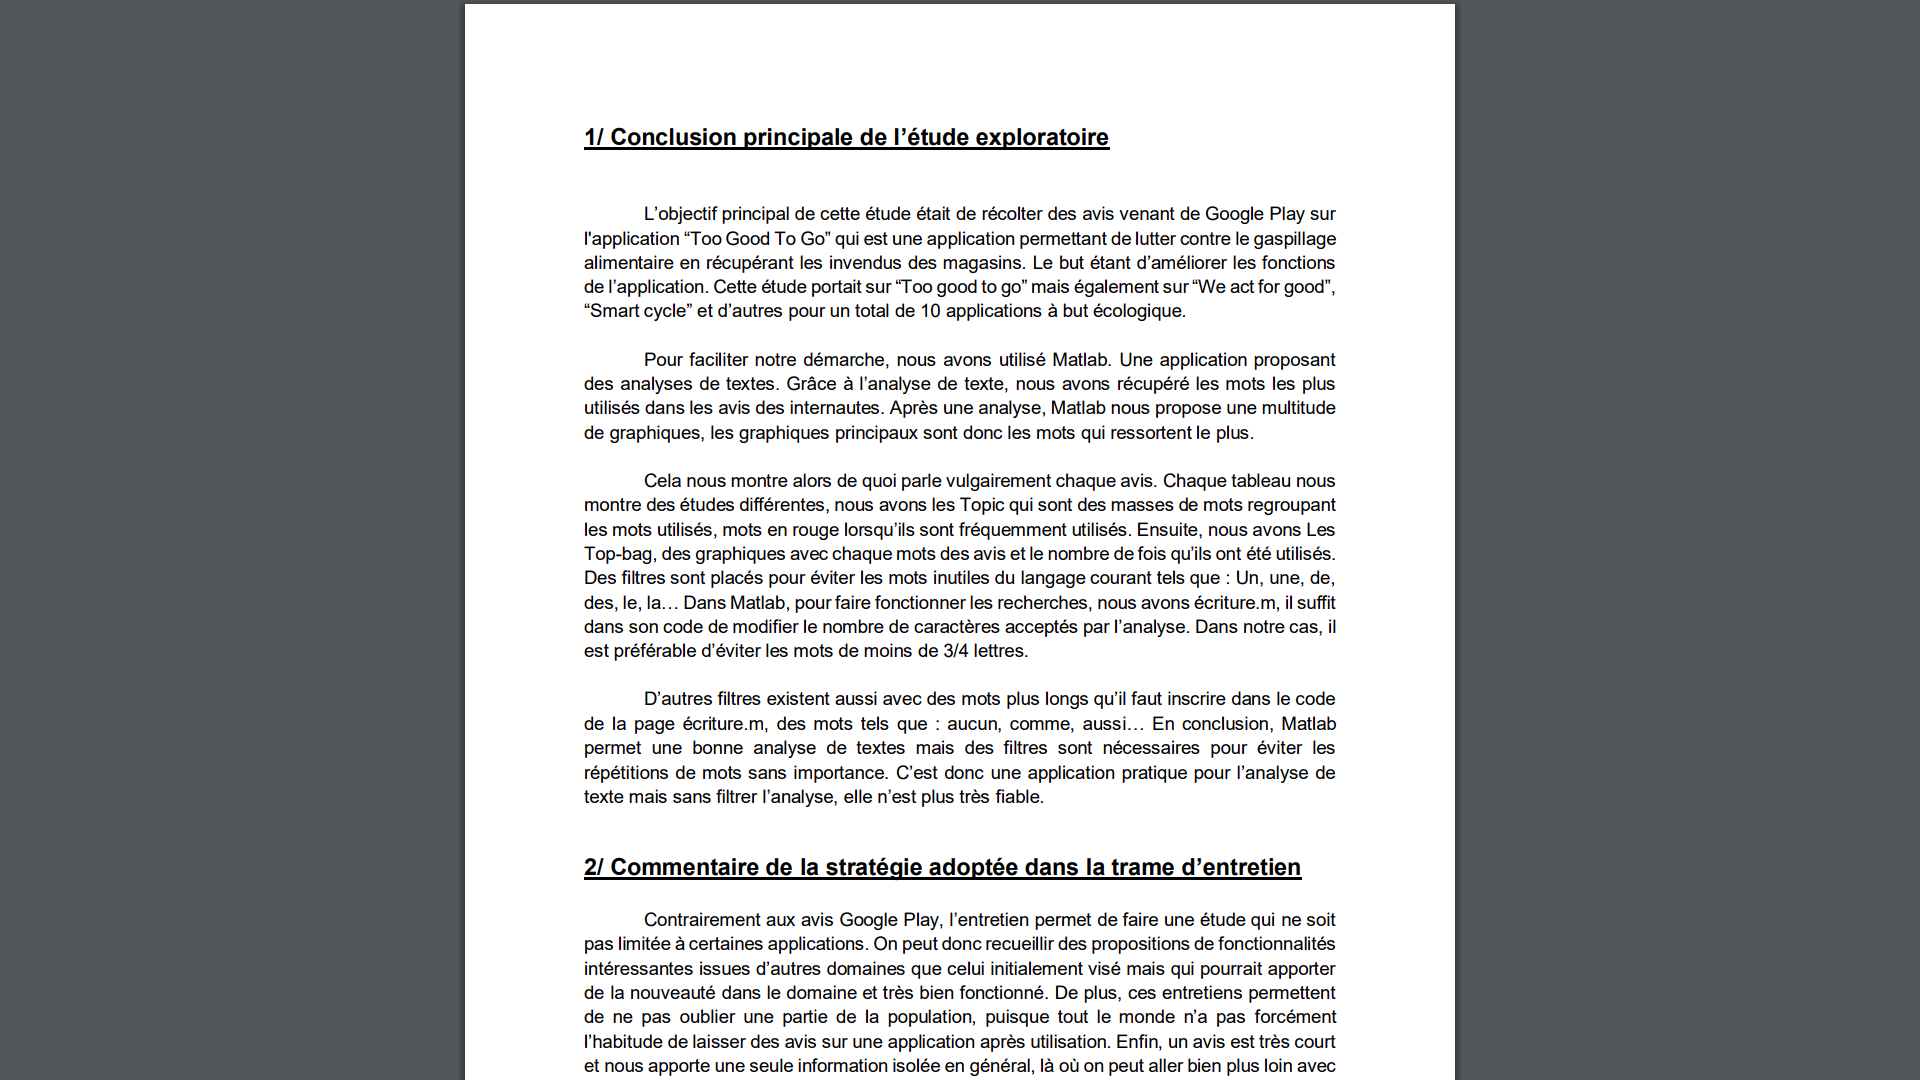 1/ Conclusion principale de l’étude exploratoire
L’objectif principal de cette étude était de récolter des avis venant de Google Play sur
l'application “Too Good To Go” qui est une application permettant de lutter contre le gaspillage
alimentaire en récupérant les invendus des magasins. Le but étant d’améliorer les fonctions
de l’application. Cette étude portait sur “Too good to go” mais également sur “We act for good”,
“Smart cycle” et d’autres pour un total de 10 applications à but écologique.
Pour faciliter notre démarche, nous avons utilisé Matlab. Une application proposant
des analyses de textes. Grâce à l’analyse de texte, nous avons récupéré les mots les plus
utilisés dans les avis des internautes. Après une analyse, Matlab nous propose une multitude
de graphiques, les graphiques principaux sont donc les mots qui ressortent le plus.
Cela nous montre alors de quoi parle vulgairement chaque avis. Chaque tableau nous
montre des études différentes, nous avons les Topic qui sont des masses de mots regroupant
les mots utilisés, mots en rouge lorsqu’ils sont fréquemment utilisés. Ensuite, nous avons Les
Top-bag, des graphiques avec chaque mots des avis et le nombre de fois qu’ils ont été utilisés.
Des filtres sont placés pour éviter les mots inutiles du langage courant tels que : Un, une, de,
des, le, la… Dans Matlab, pour faire fonctionner les recherches, nous avons écriture.m, il suffit
dans son code de modifier le nombre de caractères acceptés par l’analyse. Dans notre cas, il
est préférable d’éviter les mots de moins de 3/4 lettres.
D’autres filtres existent aussi avec des mots plus longs qu’il faut inscrire dans le code
de la page écriture.m, des mots tels que : aucun, comme, aussi… En conclusion, Matlab
permet une bonne analyse de textes mais des filtres sont nécessaires pour éviter les
répétitions de mots sans importance. C’est donc une application pratique pour l’analyse de
texte mais sans filtrer l’analyse, elle n’est plus très fiable.
2/ Commentaire de la stratégie adoptée dans la trame d’entretien
Contrairement aux avis Google Play, l’entretien permet de faire une étude qui ne soit
pas limitée à certaines applications. On peut donc recueillir des propositions de fonctionnalités
intéressantes issues d’autres domaines que celui initialement visé mais qui pourrait apporter
de la nouveauté dans le domaine et très bien fonctionné. De plus, ces entretiens permettent
de ne pas oublier une partie de la population, puisque tout le monde n’a pas forcément
l’habitude de laisser des avis sur une application après utilisation. Enfin, un avis est très court
et nous apporte une seule information isolée en général, là où on peut aller bien plus loin avec